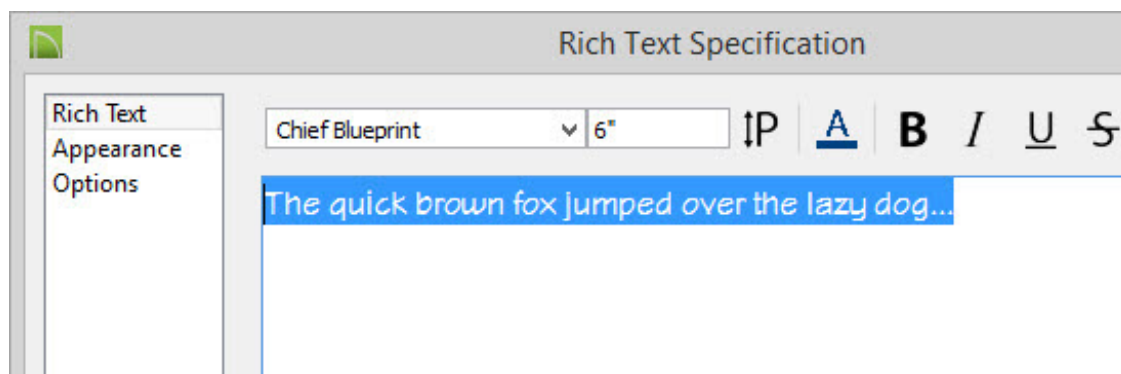 Rich Text Specification
Rich Text
Appearance
Options
Chief Blueprint 6" P A B I U S
The quick brown fox jumped over the lazy dog...